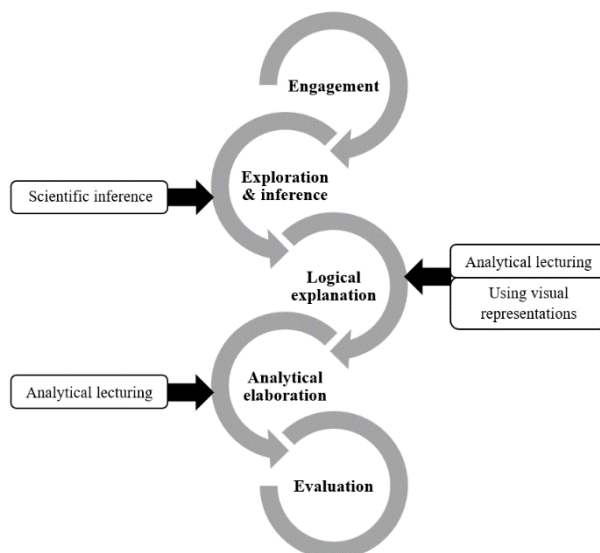 Engagement
Scientific inference
Exploration
& inference
Logical
explanation
Analytical lecturing
Using visual
representations
Analytical lecturing
Analytical
elaboration
Evaluation